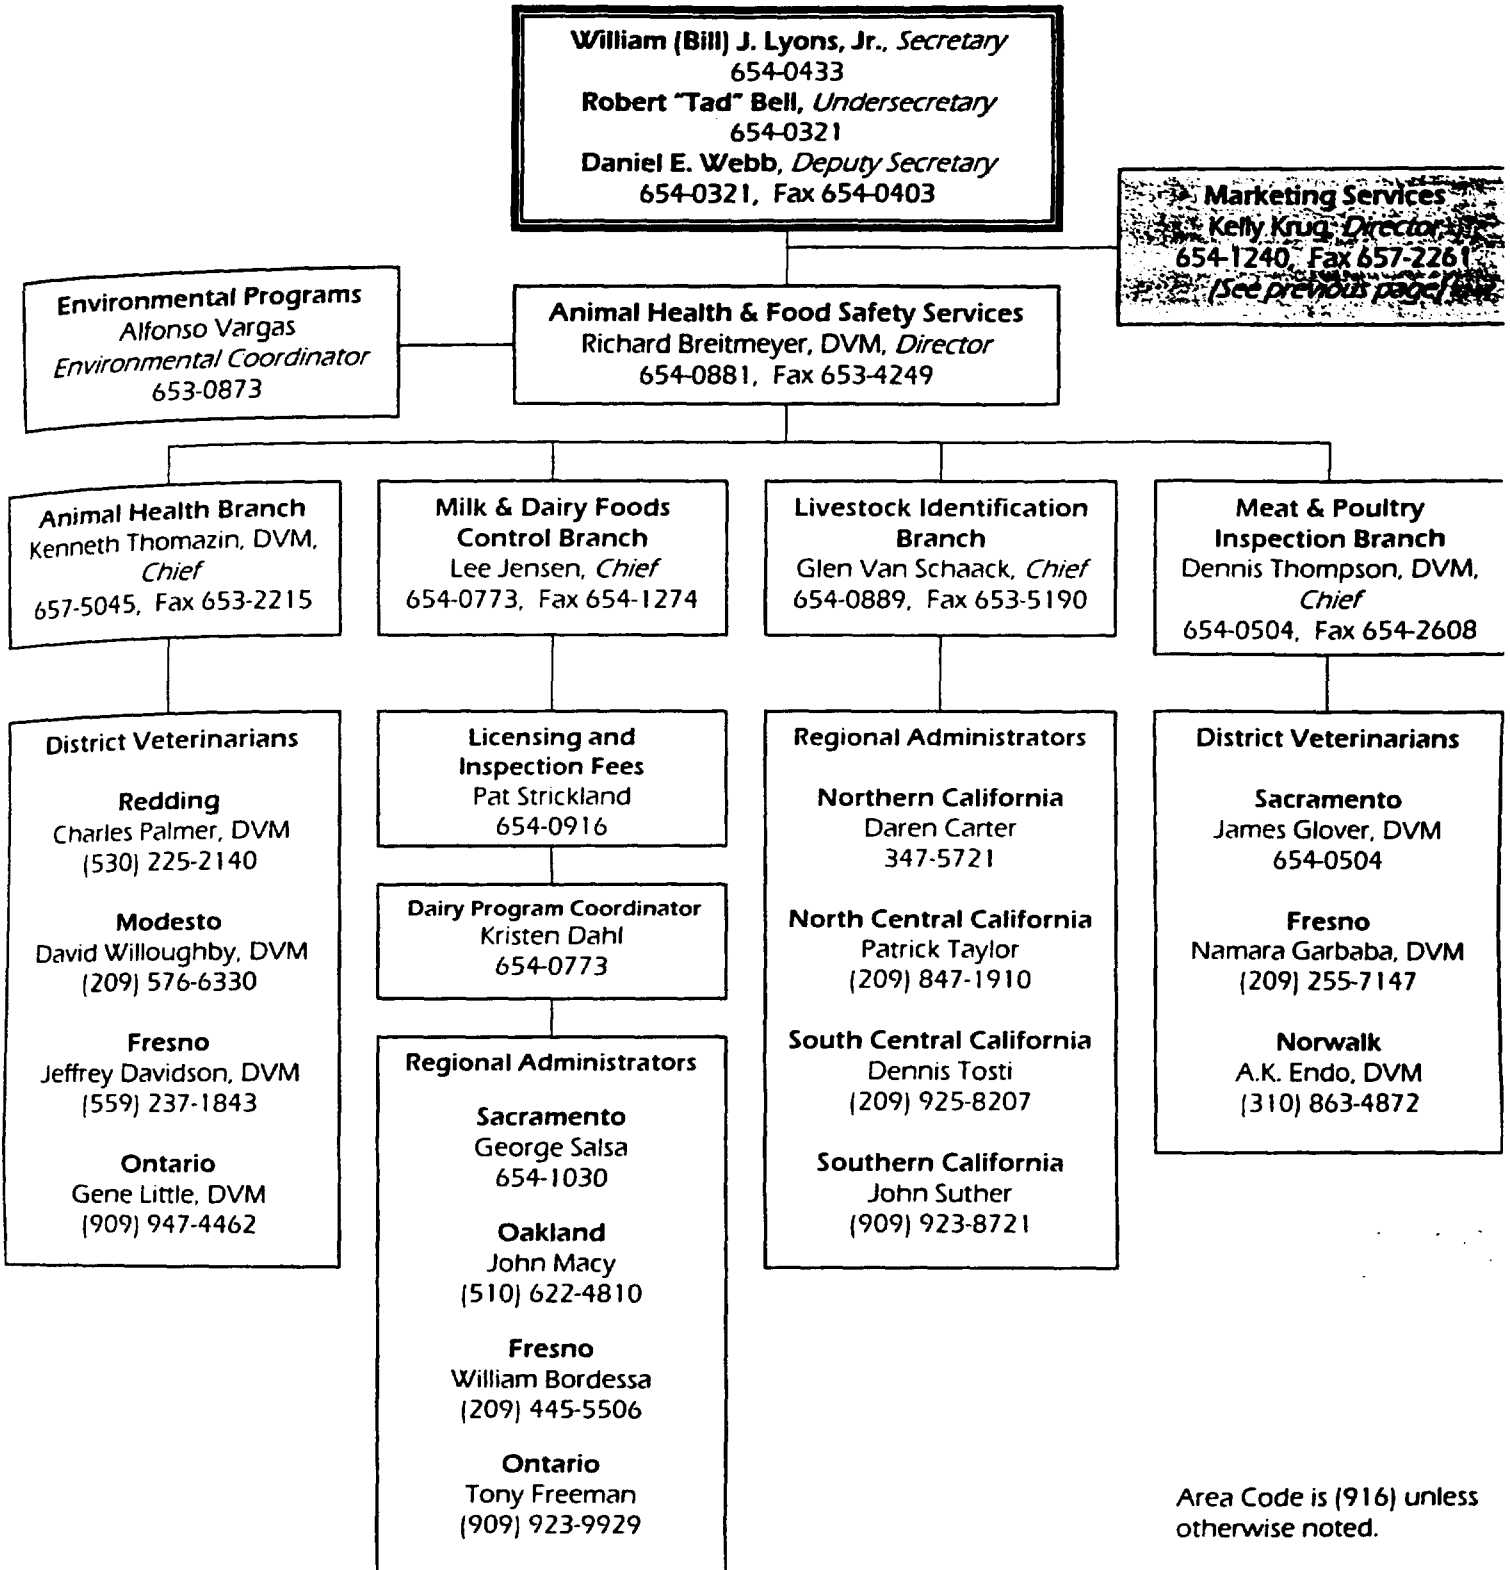 William (Bill) J. Lyons, Jr., Secretary
654-0433
Robert "Tad" Bell, Undersecretary
654-0321
Daniel E. Webb, Deputy Secretary
654-0321, Fax 654-0403
Marketing Services
Kelly Krug, Director
654-1240, Fax 657-2261
(See previous page)
Environmental Programs
Alfonso Vargas
Environmental Coordinator
653-0873
Animal Health & Food Safety Services
Richard Breitmeyer, DVM, Director
654-0881, Fax 653-4249
Animal Health Branch
Kenneth Thomazin, DVM,
Chief
657-5045, Fax 653-2215
Milk & Dairy Foods
Control Branch
Lee Jensen, Chief
654-0773, Fax 654-1274
Livestock Identification
Branch
Glen Van Schaack, Chief
654-0889, Fax 653-5190
Meat & Poultry
Inspection Branch
Dennis Thompson, DVM,
Chief
654-0504, Fax 654-2608
District Veterinarians
Redding
Charles Palmer, DVM
(530) 225-2140
Modesto
David Willoughby, DVM
(209) 576-6330
Fresno
Jeffrey Davidson, DVM
(559) 237-1843
Ontario
Gene Little, DVM
(909) 947-4462
Licensing and
Inspection Fees
Pat Strickland
654-0916
Dairy Program Coordinator
Kristen Dahl
654-0773
Regional Administrators
Sacramento
George Salsa
654-1030
Oakland
John Macy
(510) 622-4810
Fresno
William Bordessa
(209) 445-5506
Ontario
Tony Freeman
(909) 923-9929
Regional Administrators
Northern California
Daren Carter
347-5721
North Central California
Patrick Taylor
(209) 847-1910
South Central California
Dennis Tosti
(209) 925-8207
Southern California
John Suther
(909) 923-8721
District Veterinarians
Sacramento
James Glover, DVM
654-0504
Fresno
Namara Garbaba, DVM
(209) 255-7147
Norwalk
A.K. Endo, DVM
(310) 863-4872
Area Code is (916) unless
otherwise noted.